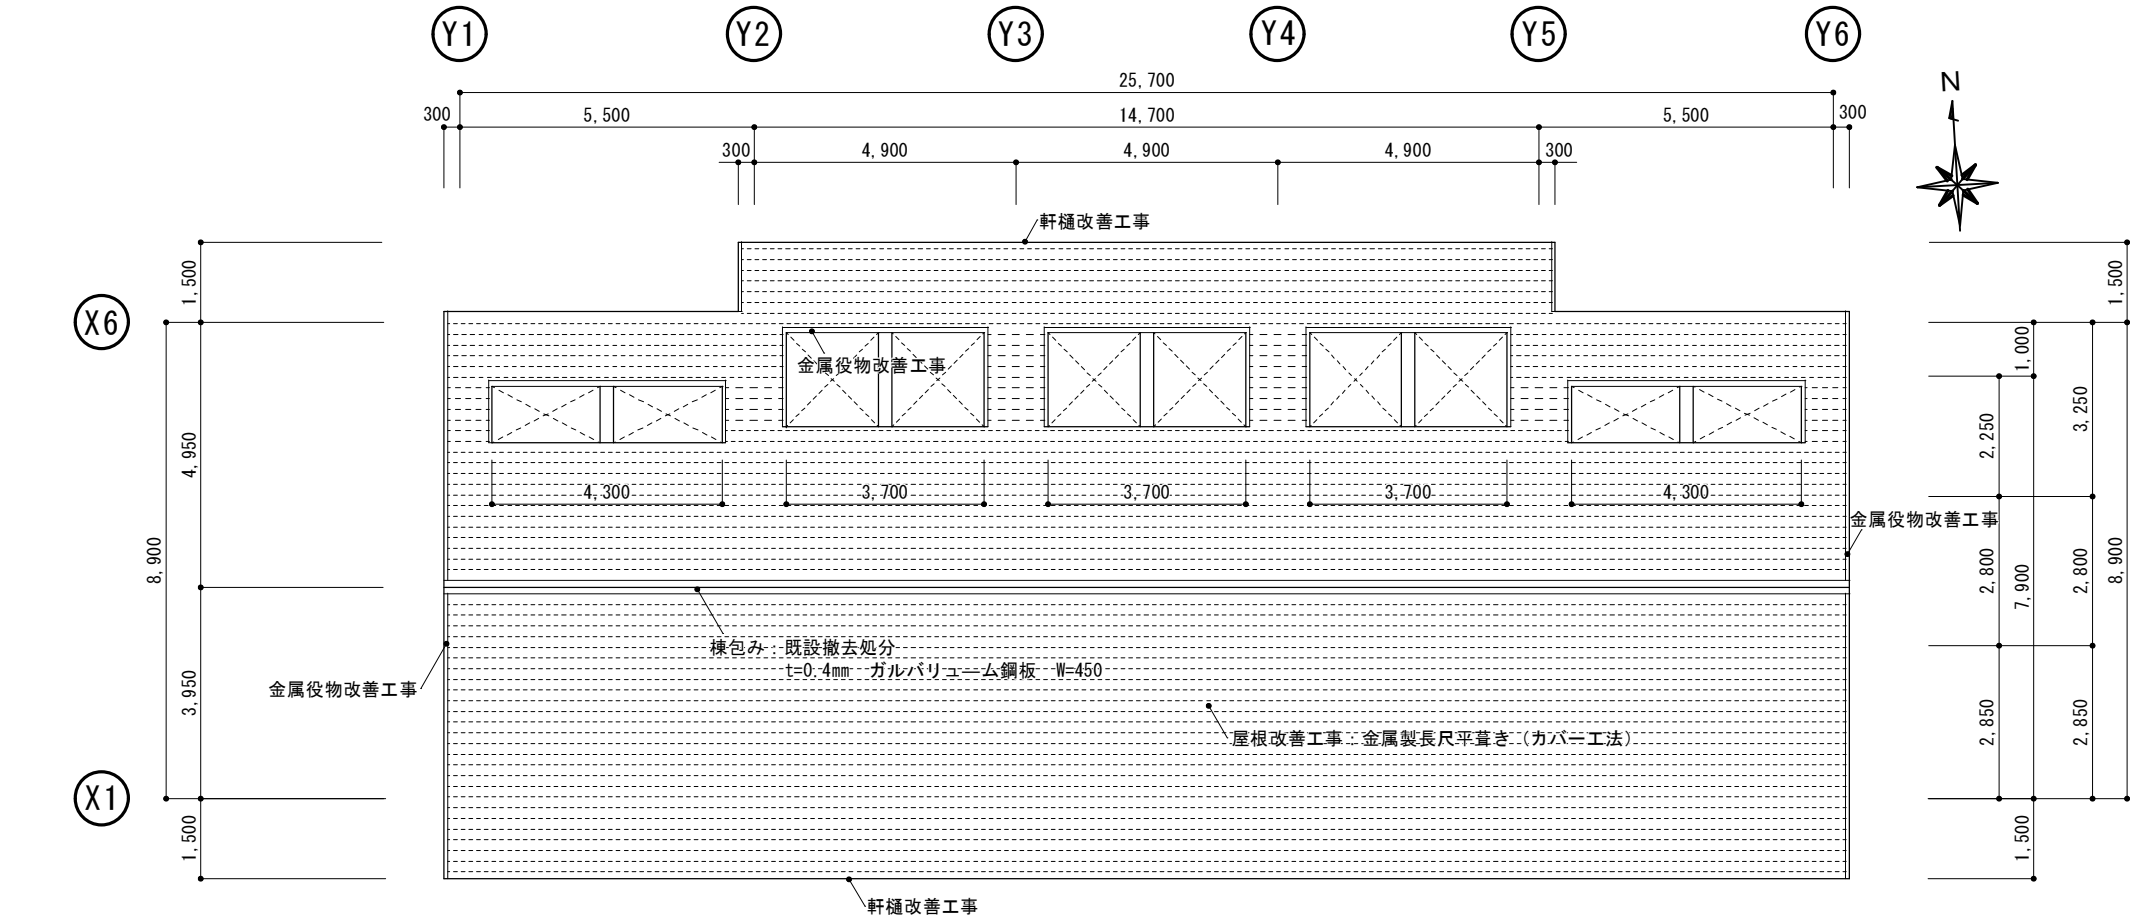 Y1 Y2 Y3 Y4 Y5 Y6
25,700
300 5,500 14,700 5,500 300
300 4,900 4,900 4,900 300
N
軒樋改善工事
1,500
1,500
X6
金属役物改善工事
1,000
3,250
2,250
4,950
4,300 3,700 3,700 3,700 4,300
金属役物改善工事
8,900
2,800
7,900
2,800
8,900
棟包み：既設撤去処分
t=0.4mm ガルバリューム鋼板 W=450
金属役物改善工事
3,950
2,850
2,850
屋根改善工事：金属製長尺平葺き（カバー工法）
X1
1,500
1,500
軒樋改善工事